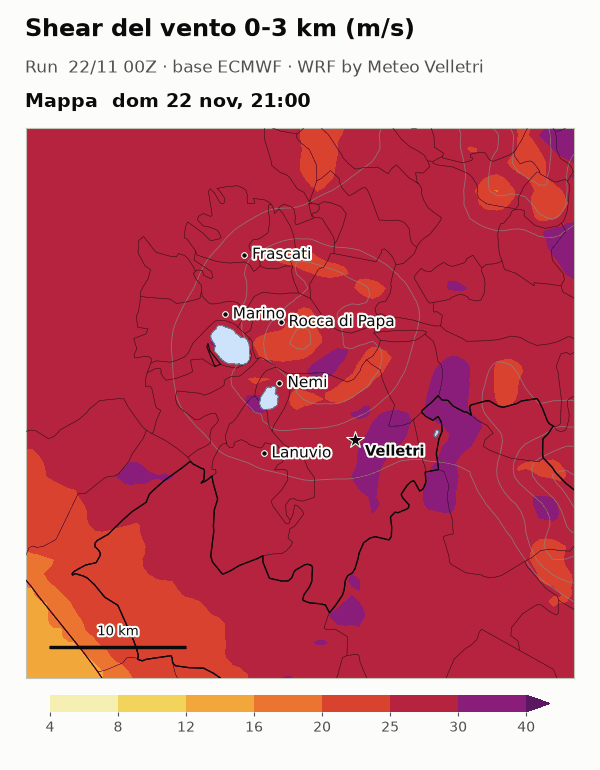 Shear del vento 0-3 km (m/s)
Run  22/11 00Z · base ECMWF · WRF by Meteo Velletri
Mappa  dom 22 nov, 21:00
Frascati
Marino
Rocca di Papa
Nemi
Velletri
Lanuvio
10 km
4 8 12 16 20 25 30 40